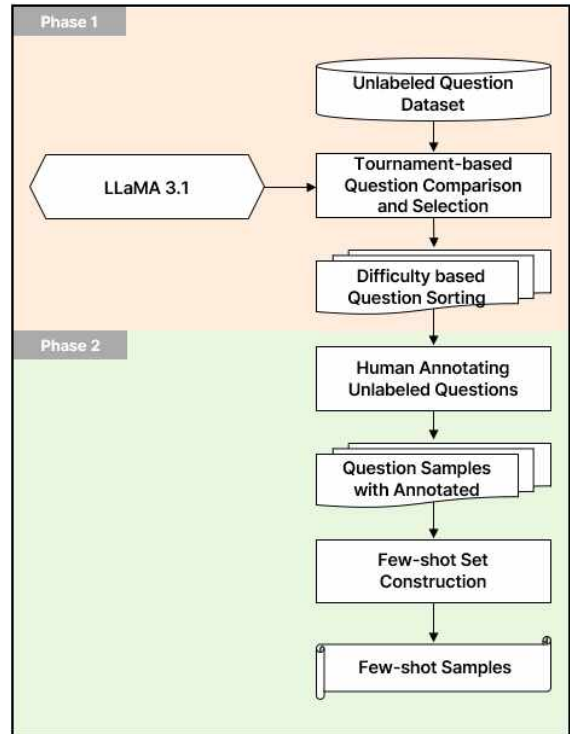 Phase 1
Unlabeled Question
Dataset
LLaMA 3.1
Tournament-based
Question Comparison
and Selection
Difficulty based
Question Sorting
Phase 2
Human Annotating
Unlabeled Questions
Question Samples
with Annotated
Few-shot Set
Construction
Few-shot Samples